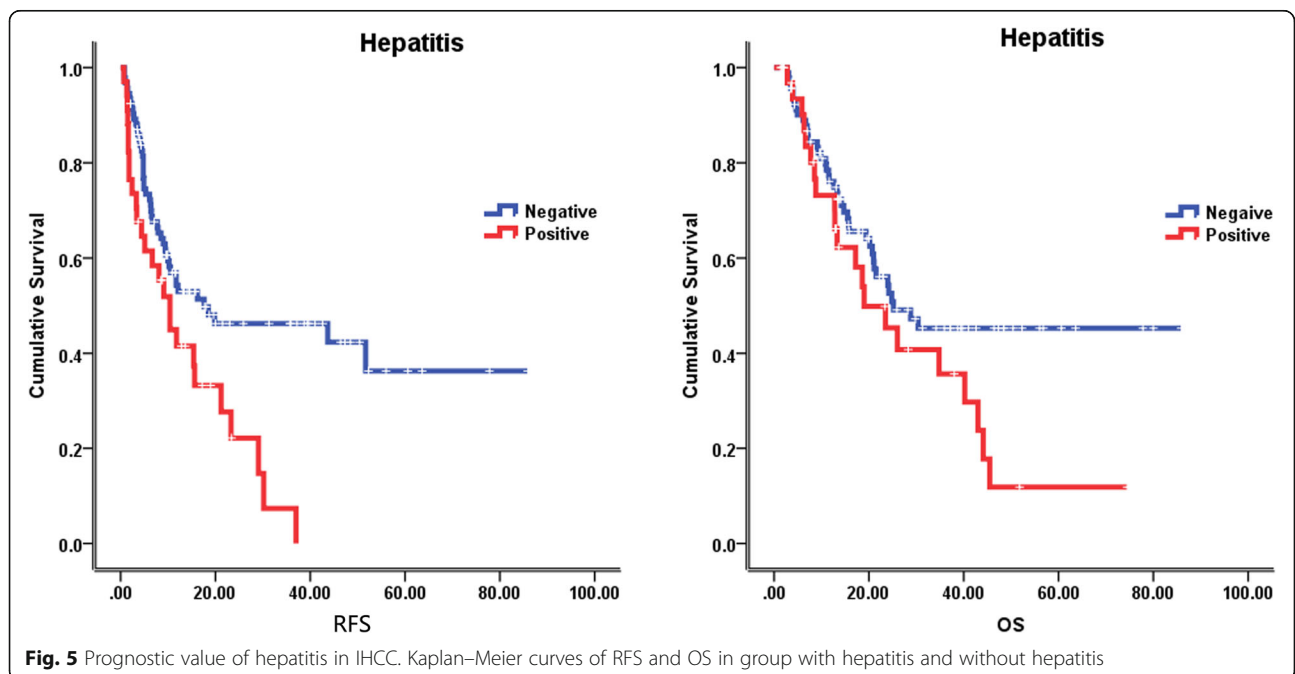 Hepatitis
1.0
0.8
0.6
0.4
0.2
0.0
Cumulative Survival
Negative
Positive
.00 20.00 40.00 60.00 80.00 100.00
RFS
Hepatitis
1.0
0.8
0.6
0.4
0.2
0.0
Cumulative Survival
Negaive
Positive
.00 20.00 40.00 60.00 80.00 100.00
OS
Fig. 5 Prognostic value of hepatitis in IHCC. Kaplan–Meier curves of RFS and OS in group with hepatitis and without hepatitis